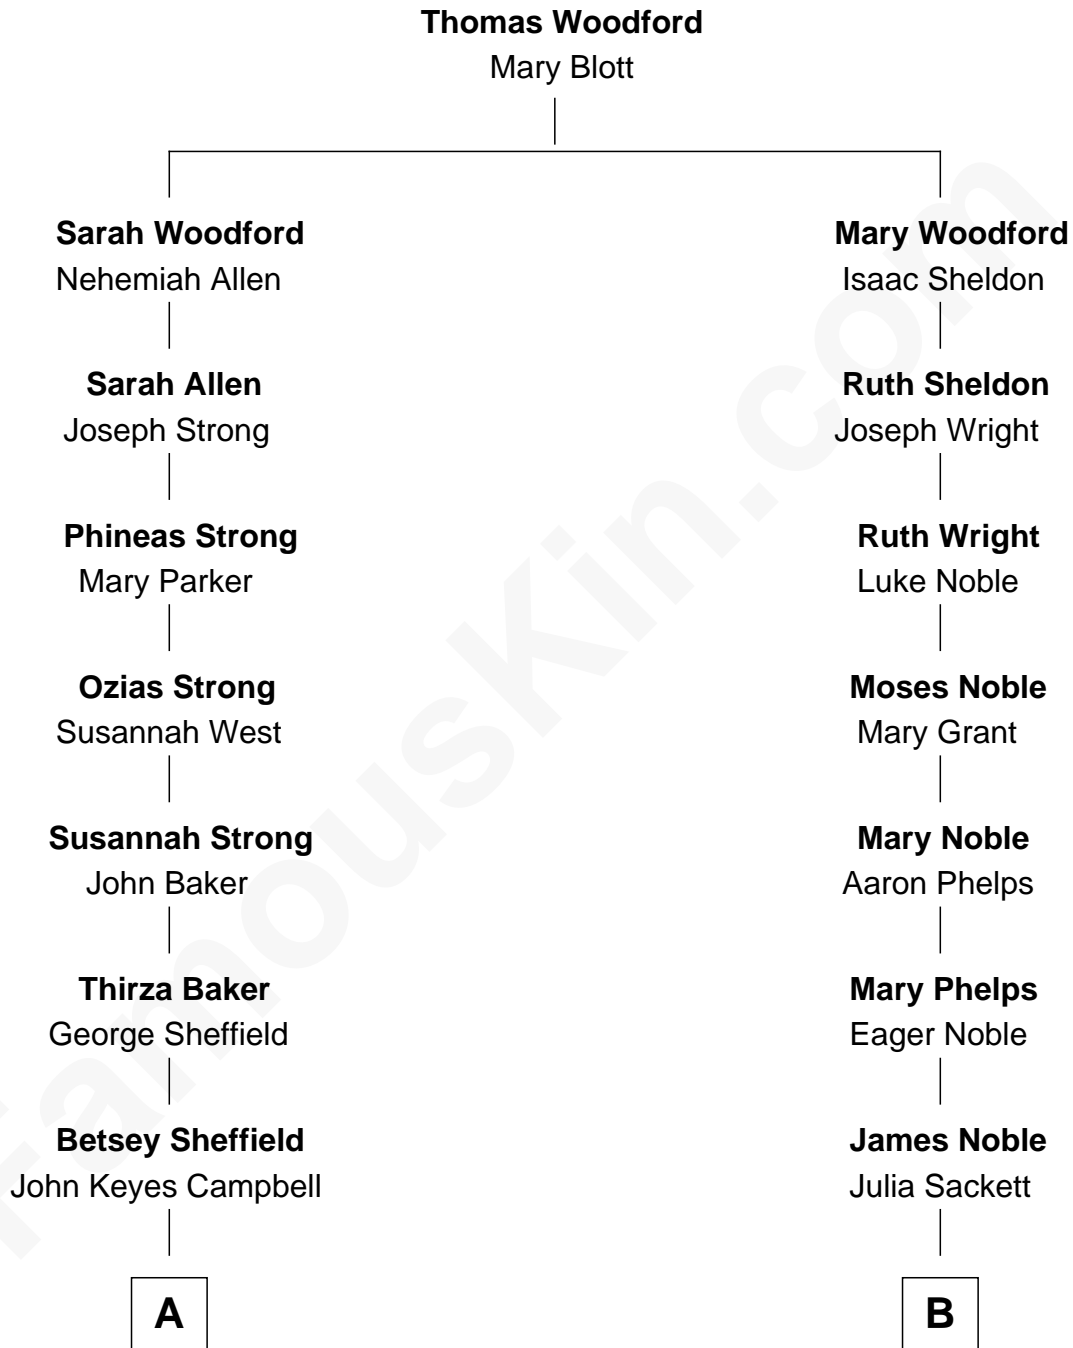 Thomas Woodford
Mary Blott
Sarah Woodford
Nehemiah Allen
Sarah Allen
Joseph Strong
Phineas Strong
Mary Parker
Ozias Strong
Susannah West
Susannah Strong
John Baker
Thirza Baker
George Sheffield
Betsey Sheffield
John Keyes Campbell
A
Mary Woodford
Isaac Sheldon
Ruth Sheldon
Joseph Wright
Ruth Wright
Luke Noble
Moses Noble
Mary Grant
Mary Noble
Aaron Phelps
Mary Phelps
Eager Noble
James Noble
Julia Sackett
B
FamousKin.com